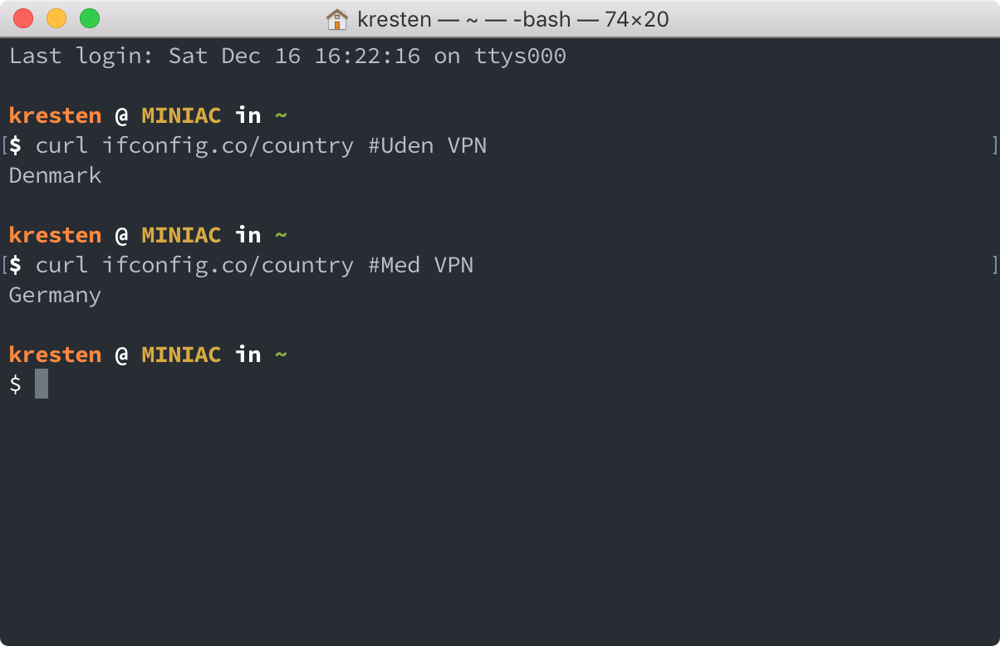 kresten — ~ — -bash — 74×20
Last login: Sat Dec 16 16:22:16 on ttys000
kresten @ MINIAC in ~
[$ curl ifconfig.co/country #Uden VPN ]
Denmark
kresten @ MINIAC in ~
[$ curl ifconfig.co/country #Med VPN ]
Germany
kresten @ MINIAC in ~
$